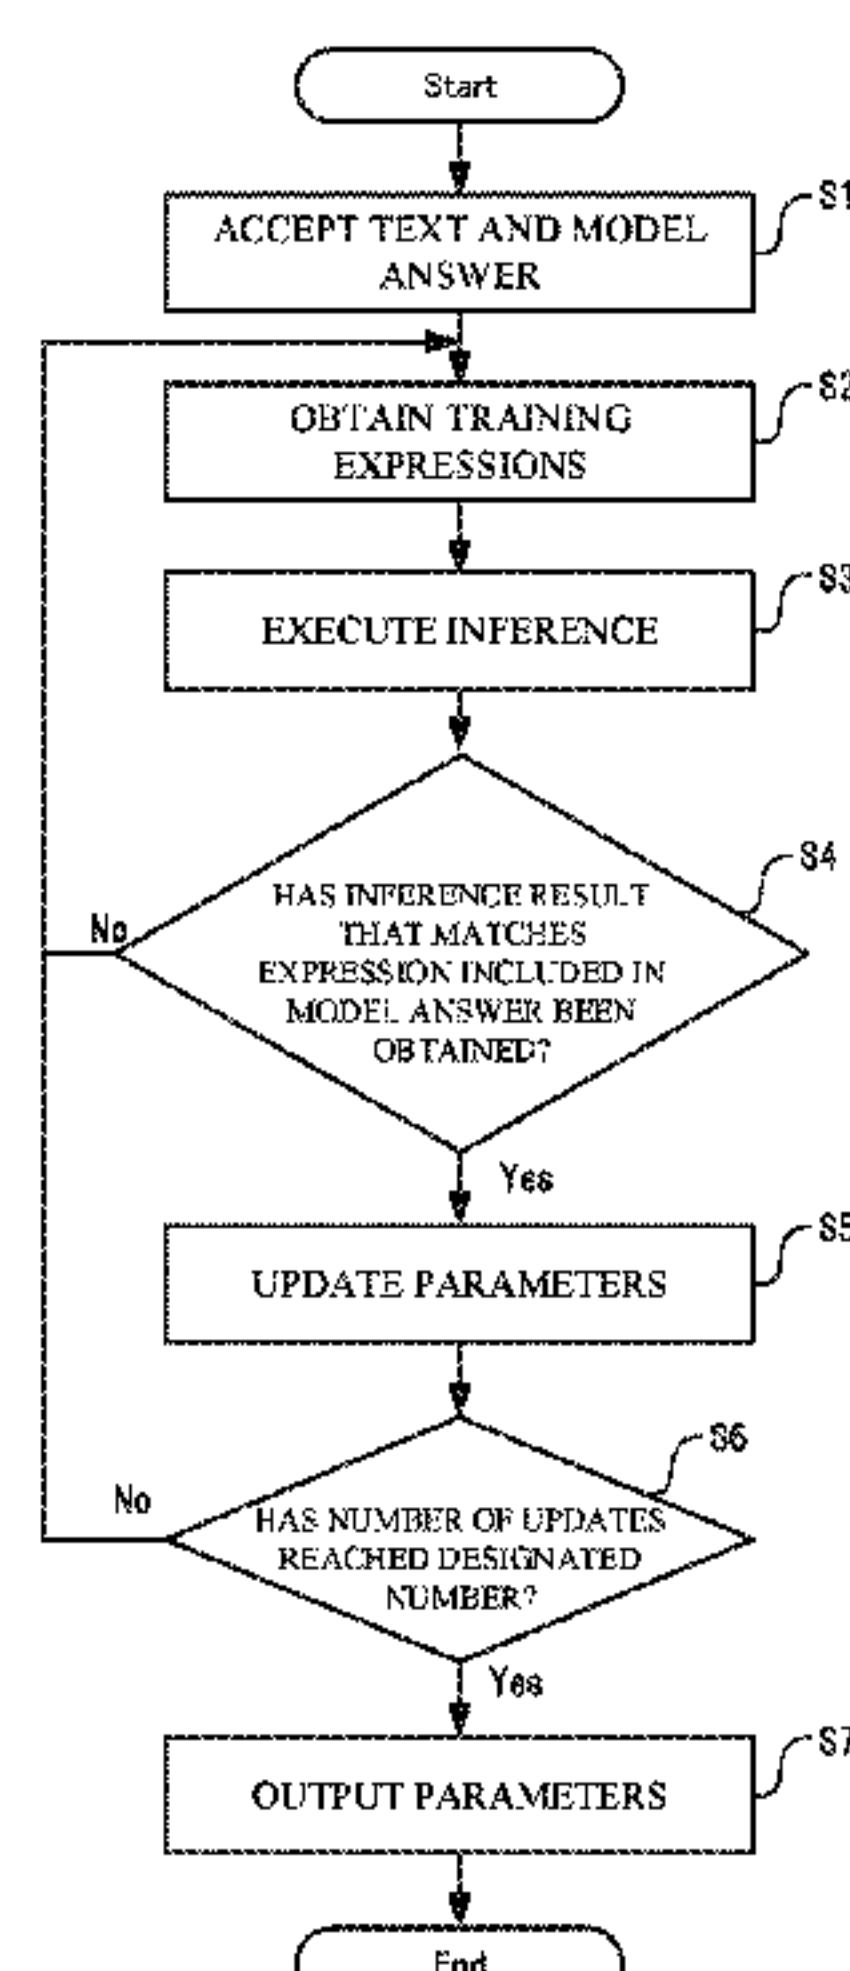 Start
S1
ACCEPT TEXT AND MODEL
ANSWER
S2
OBTAIN TRAINING
EXPRESSIONS
S3
EXECUTE INFERENCE
S4
HAS INFERENCE RESULT
THAT MATCHES
EXPRESSION INCLUDED IN
MODEL ANSWER BEEN
OBTAINED?
No
Yes
S5
UPDATE PARAMETERS
S6
No
HAS NUMBER OF UPDATES
REACHED DESIGNATED
NUMBER?
Yes
S7
OUTPUT PARAMETERS
End